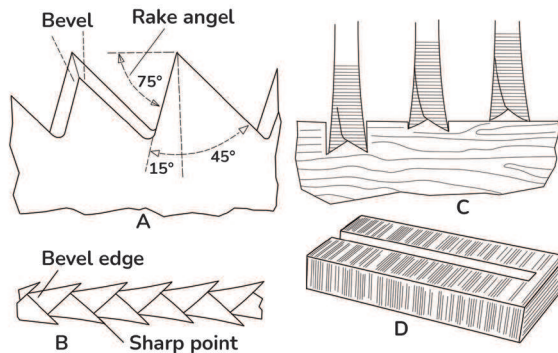 Bevel
Rake angel
75°
15°
45°
A
C
Bevel edge
B
Sharp point
D